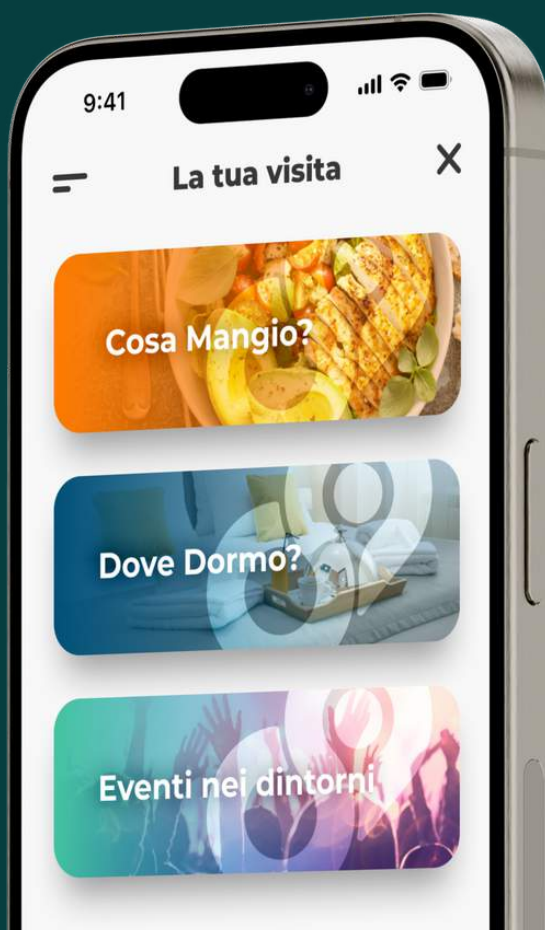 9:41
La tua visita
Cosa Mangio?
Dove Dormo?
Eventi nei dintorni